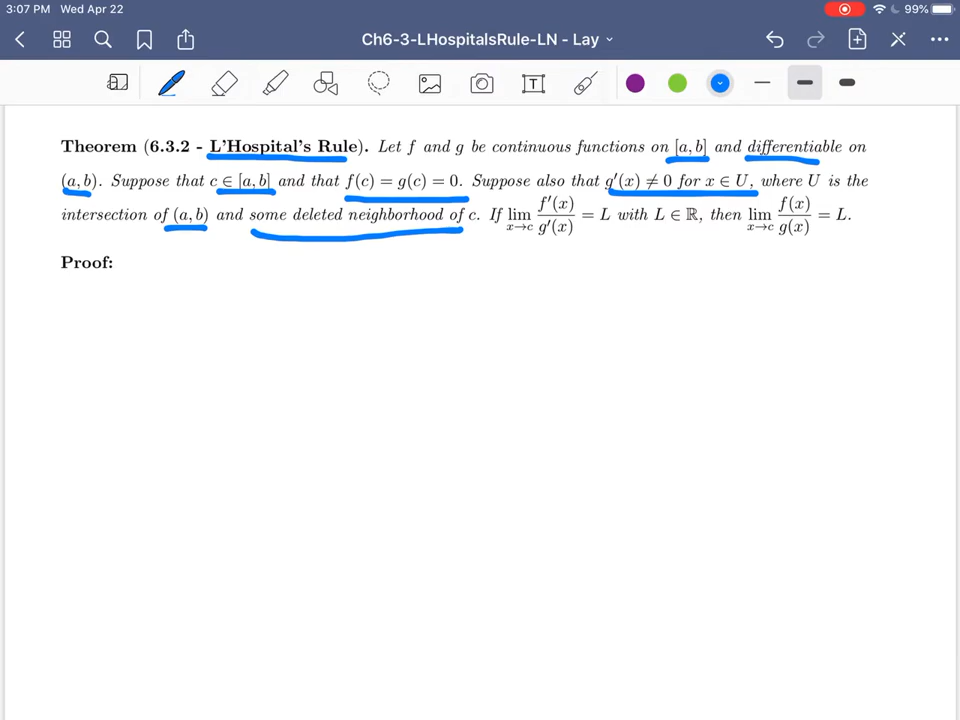 3:07 PM Wed Apr 22
99%
Ch6-3-LHospitalsRule-LN - Lay
T
Theorem (6.3.2 - L'Hospital's Rule). Let f and g be continuous functions on [a, b] and differentiable on
(a, b). Suppose that c ∈ [a, b] and that f(c) = g(c) = 0. Suppose also that g′(x) ≠ 0 for x ∈ U, where U is the
intersection of (a, b) and some deleted neighborhood of c. If lim x→c f′(x)/g′(x) = L with L ∈ ℝ, then lim x→c f(x)/g(x) = L.
Proof: